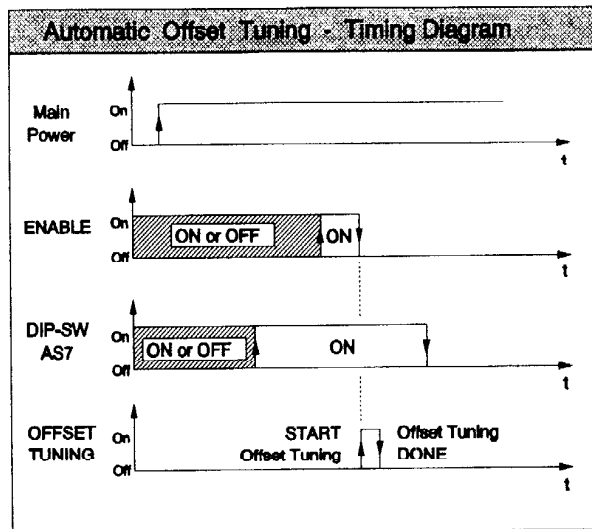 Automatic Offset Tuning - Timing Diagram
Main
Power
On
Off
t
ENABLE
On
Off
ON or OFF
ON
t
DIP-SW
AS7
On
Off
ON or OFF
ON
t
OFFSET
TUNING
On
Off
START
Offset Tuning
Offset Tuning
DONE
t